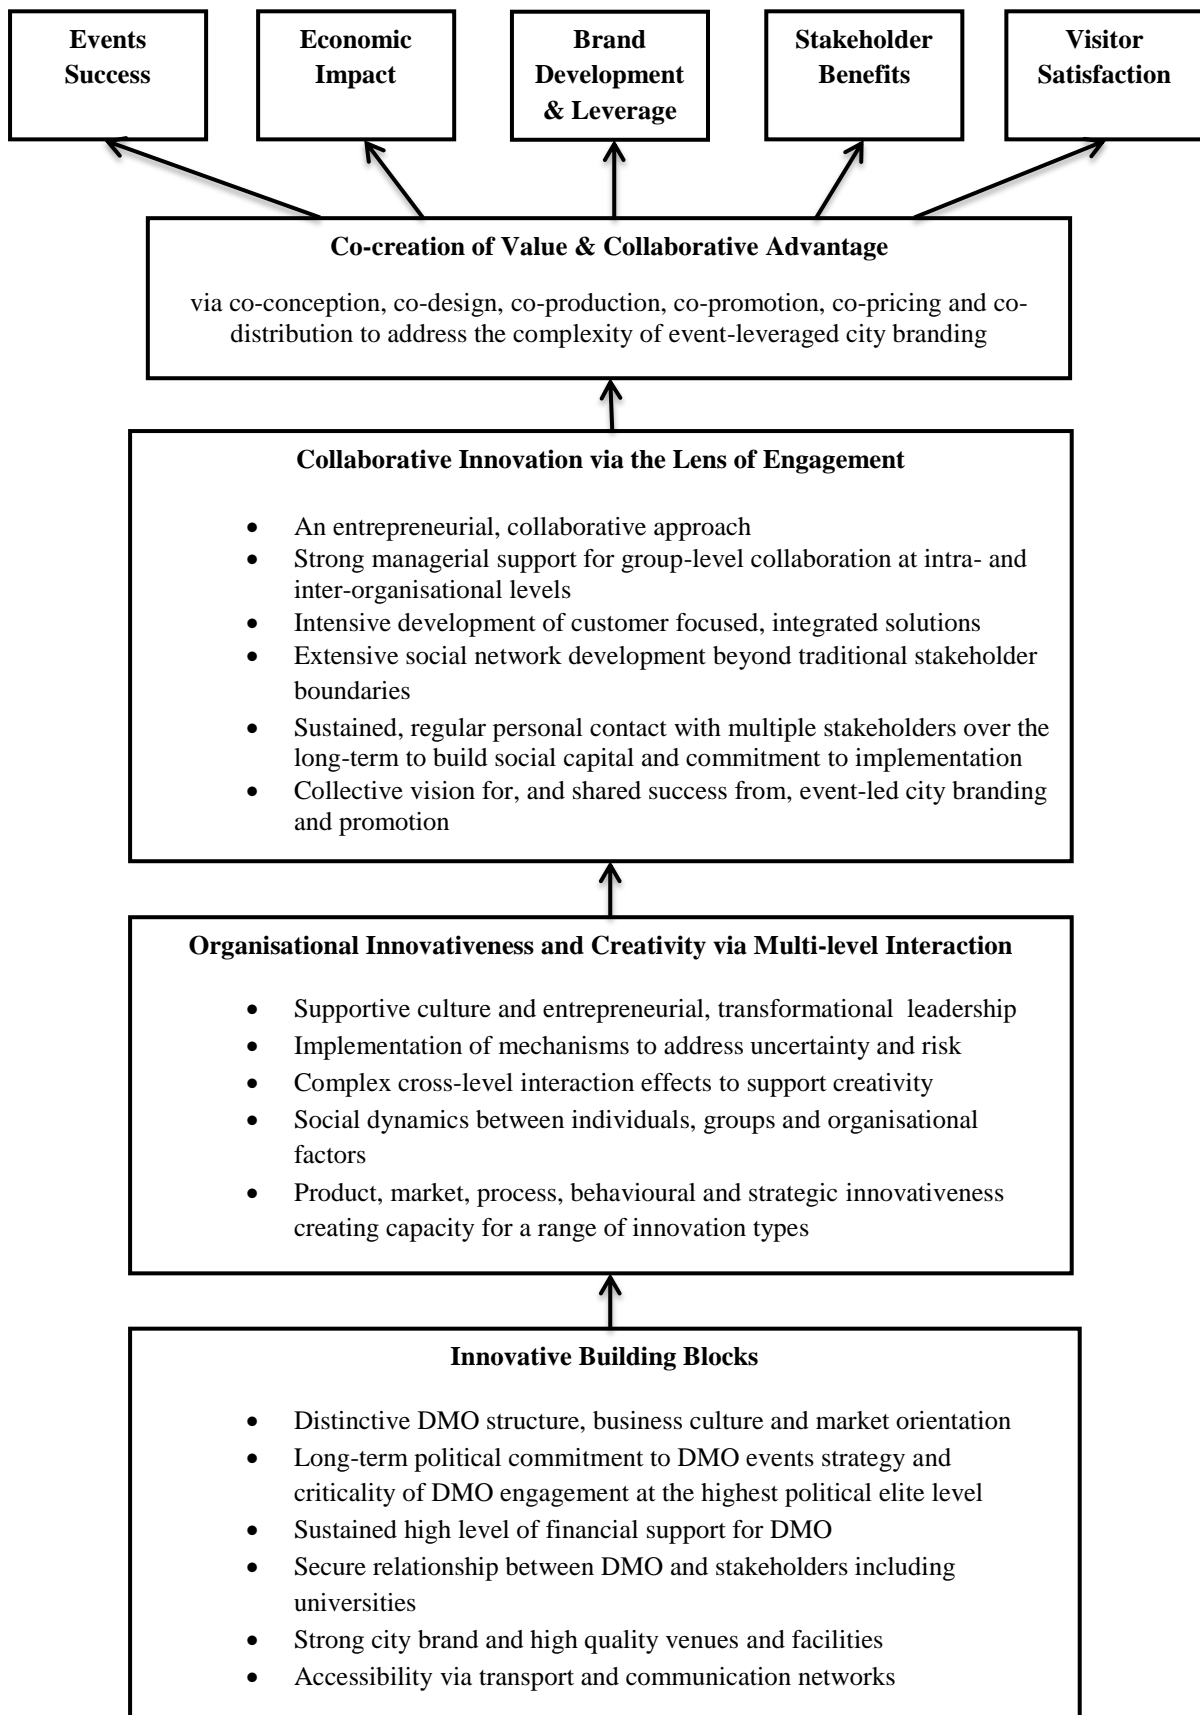 Events
Success
Economic
Impact
Brand
Development
& Leverage
Stakeholder
Benefits
Visitor
Satisfaction
Co-creation of Value & Collaborative Advantage
via co-conception, co-design, co-production, co-promotion, co-pricing and co-
distribution to address the complexity of event-leveraged city branding
Collaborative Innovation via the Lens of Engagement
• An entrepreneurial, collaborative approach
• Strong managerial support for group-level collaboration at intra- and
inter-organisational levels
• Intensive development of customer focused, integrated solutions
• Extensive social network development beyond traditional stakeholder
boundaries
• Sustained, regular personal contact with multiple stakeholders over the
long-term to build social capital and commitment to implementation
• Collective vision for, and shared success from, event-led city branding
and promotion
Organisational Innovativeness and Creativity via Multi-level Interaction
• Supportive culture and entrepreneurial, transformational leadership
• Implementation of mechanisms to address uncertainty and risk
• Complex cross-level interaction effects to support creativity
• Social dynamics between individuals, groups and organisational
factors
• Product, market, process, behavioural and strategic innovativeness
creating capacity for a range of innovation types
Innovative Building Blocks
• Distinctive DMO structure, business culture and market orientation
• Long-term political commitment to DMO events strategy and
criticality of DMO engagement at the highest political elite level
• Sustained high level of financial support for DMO
• Secure relationship between DMO and stakeholders including
universities
• Strong city brand and high quality venues and facilities
• Accessibility via transport and communication networks